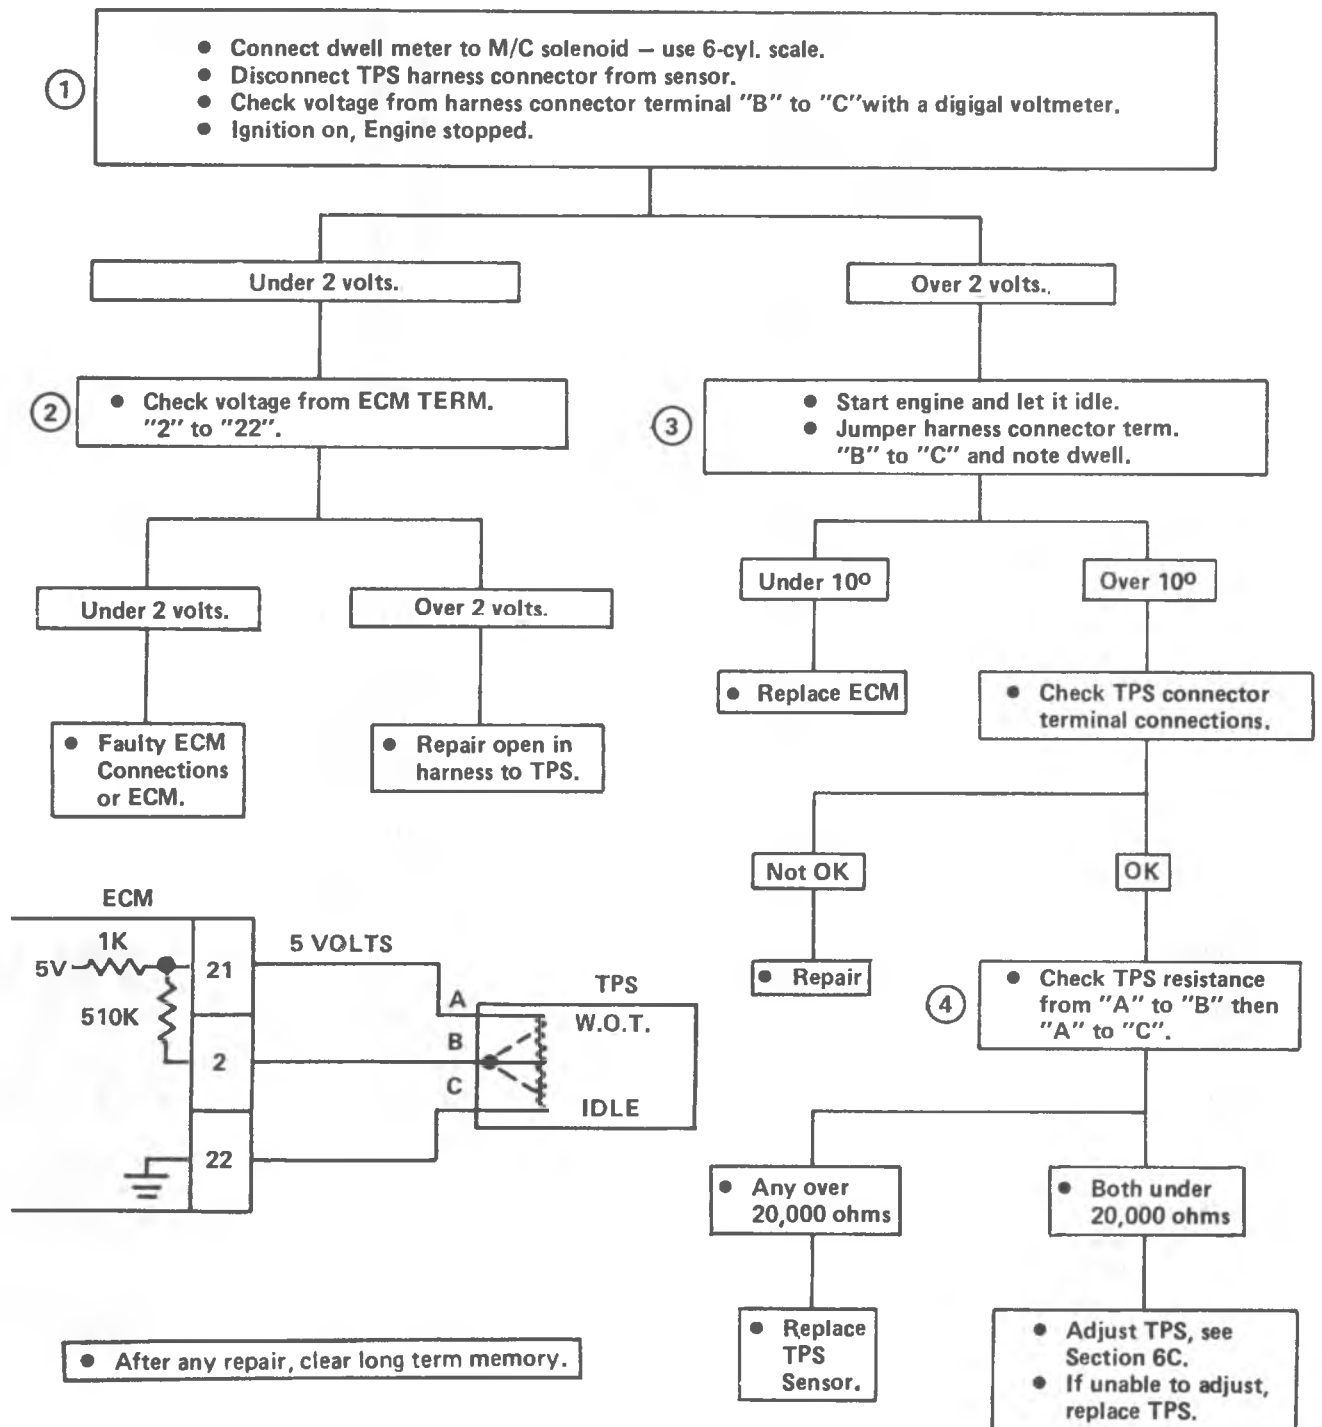 1
● Connect dwell meter to M/C solenoid – use 6-cyl. scale.
● Disconnect TPS harness connector from sensor.
● Check voltage from harness connector terminal "B" to "C"with a digigal voltmeter.
● Ignition on, Engine stopped.
Under 2 volts.
Over 2 volts.
2
● Check voltage from ECM TERM.
"2" to "22".
3
● Start engine and let it idle.
● Jumper harness connector term.
"B" to "C" and note dwell.
Under 2 volts.
Over 2 volts.
Under 10º
Over 10º
● Faulty ECM
Connections
or ECM.
● Repair open in
harness to TPS.
● Replace ECM
● Check TPS connector
terminal connections.
Not OK
OK
● Repair
4
● Check TPS resistance
from "A" to "B" then
"A" to "C".
ECM
1K
5V
510K
21
2
22
5 VOLTS
A
B
C
TPS
W.O.T.
IDLE
● Any over
20,000 ohms
● Both under
20,000 ohms
● Replace
TPS
Sensor.
● Adjust TPS, see
Section 6C.
● If unable to adjust,
replace TPS.
● After any repair, clear long term memory.